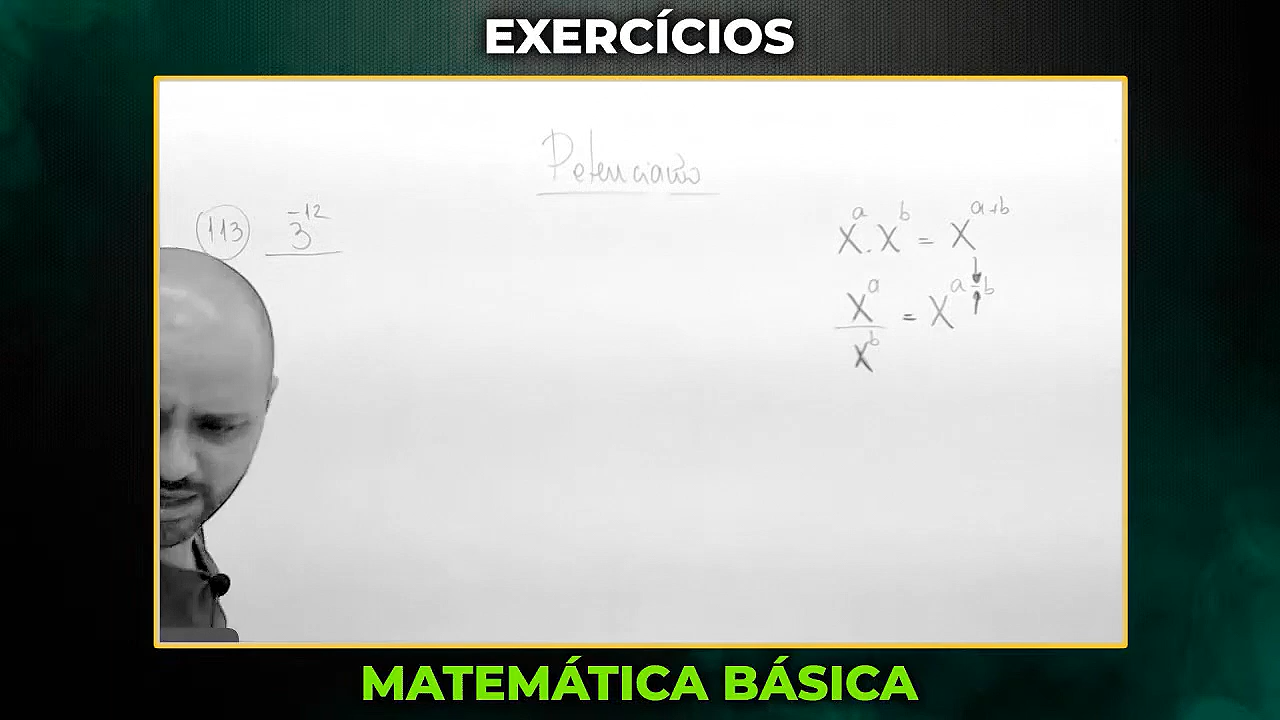 EXERCÍCIOS
Potenciação
113 3^-12
x^a . x^b = x^(a+b)
x^a / x^b = x^(a-b)
MATEMÁTICA BÁSICA